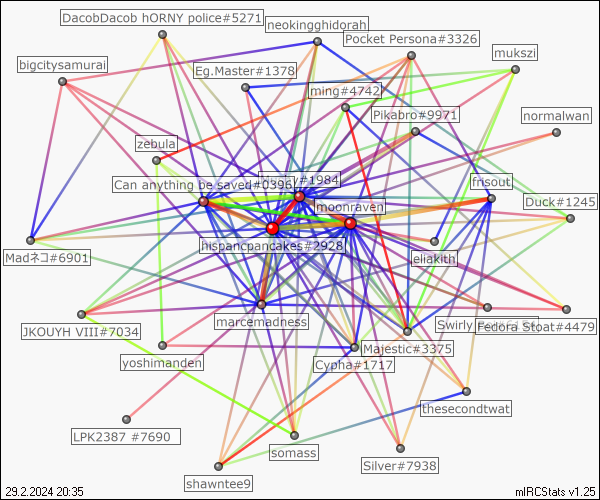 DacobDacob hORNY police#5271
neokingghidorah
Pocket Persona#3326
mukszi
bigcitysamurai
Eg.Master#1378
ming#4742
Pikabro#9971
normalwan
zebula
#1984
Can anything be saved#0396
frisout
moonraven
Duck#1245
hispancpancakes#2928
Madネコ#6901
eliakith
marcemadness
Swirly
Fedora Stoat#4479
JKOUYH VIII#7034
Majestic#3375
yoshimanden
Cypha#1717
thesecondtwat
LPK2387 #7690
somass
Silver#7938
shawntee9
29.2.2024 20:35
mIRCStats v1.25